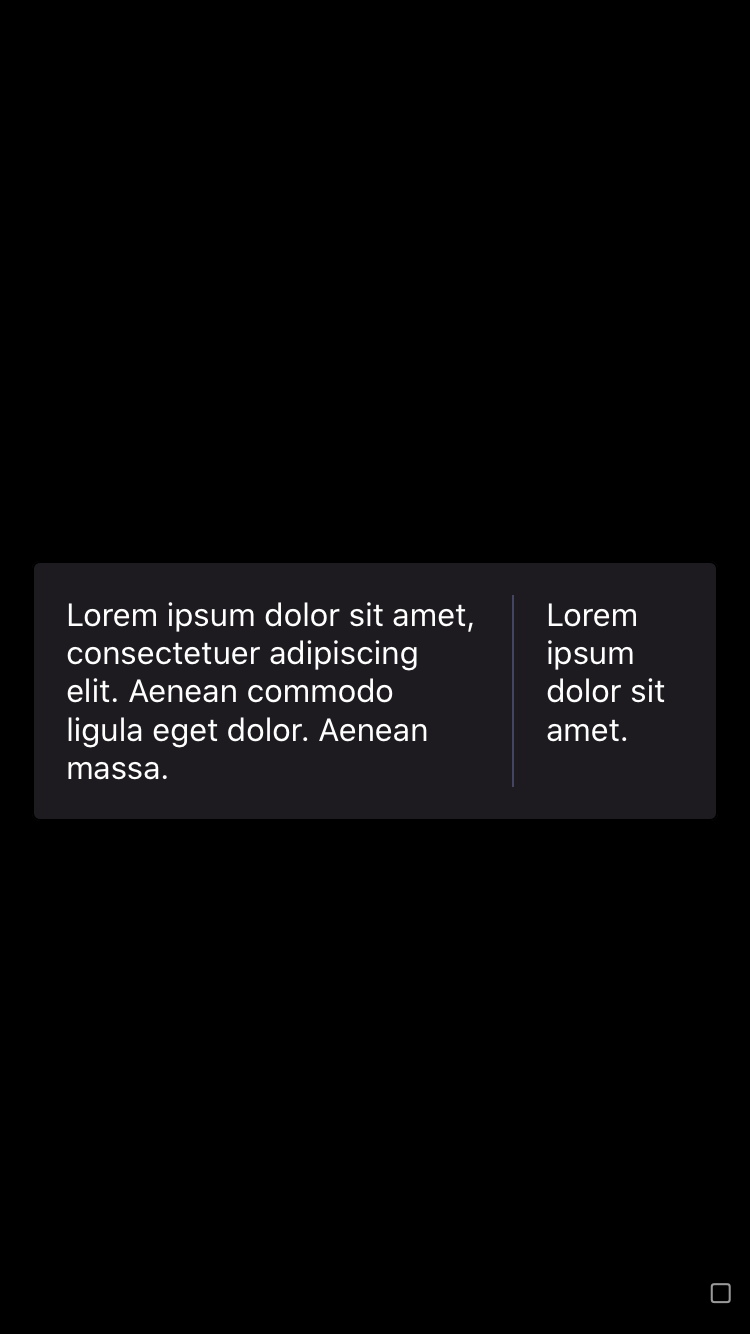 Lorem ipsum dolor sit amet,
consectetuer adipiscing
elit. Aenean commodo
ligula eget dolor. Aenean
massa.
Lorem
ipsum
dolor sit
amet.